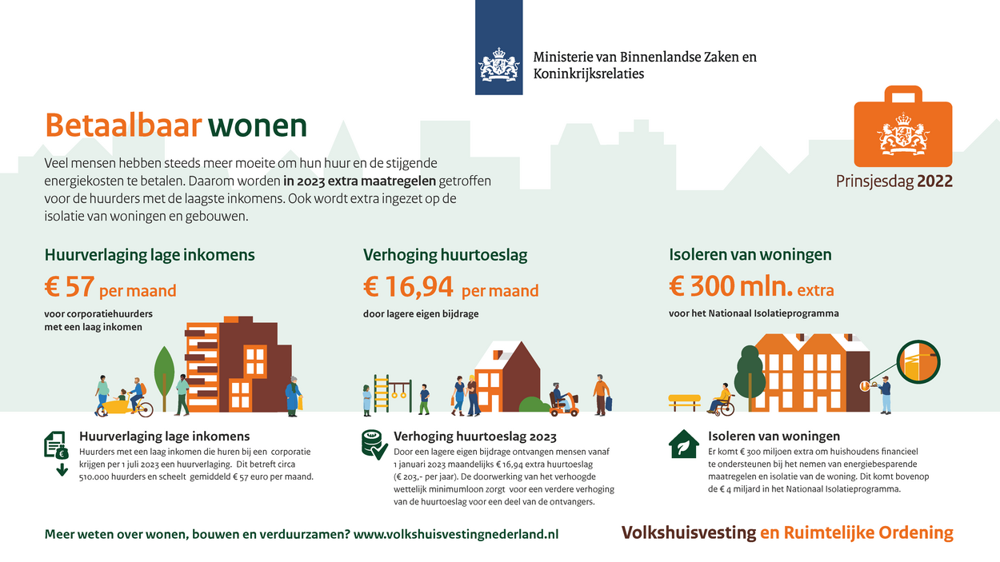 Ministerie van Binnenlandse Zaken en
Koninkrijksrelaties
Betaalbaar wonen
Veel mensen hebben steeds meer moeite om hun huur en de stijgende
energiekosten te betalen. Daarom worden in 2023 extra maatregelen getroffen
voor de huurders met de laagste inkomens. Ook wordt extra ingezet op de
isolatie van woningen en gebouwen.
Prinsjesdag 2022
Huurverlaging lage inkomens
€ 57 per maand
voor corporatiehuurders
met een laag inkomen
Verhoging huurtoeslag
€ 16,94 per maand
door lagere eigen bijdrage
Isoleren van woningen
€ 300 mln. extra
voor het Nationaal Isolatieprogramma
Huurverlaging lage inkomens
Huurders met een laag inkomen die huren bij een corporatie
krijgen per 1 juli 2023 een huurverlaging. Dit betreft circa
510.000 huurders en scheelt gemiddeld € 57 euro per maand.
Verhoging huurtoeslag 2023
Door een lagere eigen bijdrage ontvangen mensen vanaf
1 januari 2023 maandelijks € 16,94 extra huurtoeslag
(€ 203,- per jaar). De doorwerking van het verhoogde
wettelijk minimumloon zorgt voor een verdere verhoging
van de huurtoeslag voor een deel van de ontvangers.
Isoleren van woningen
Er komt € 300 miljoen extra om huishoudens financieel
te ondersteunen bij het nemen van energiebesparende
maatregelen en isolatie van de woning. Dit komt bovenop
de € 4 miljard in het Nationaal Isolatieprogramma.
Meer weten over wonen, bouwen en verduurzamen? www.volkshuisvestingnederland.nl
Volkshuisvesting en Ruimtelijke Ordening